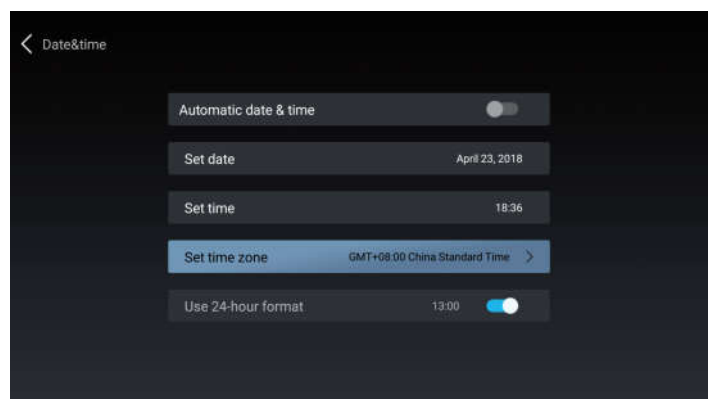 Date&time
Automatic date & time
Set date April 23, 2018
Set time 18:36
Set time zone GMT+08:00 China Standard Time
Use 24-hour format 13:00